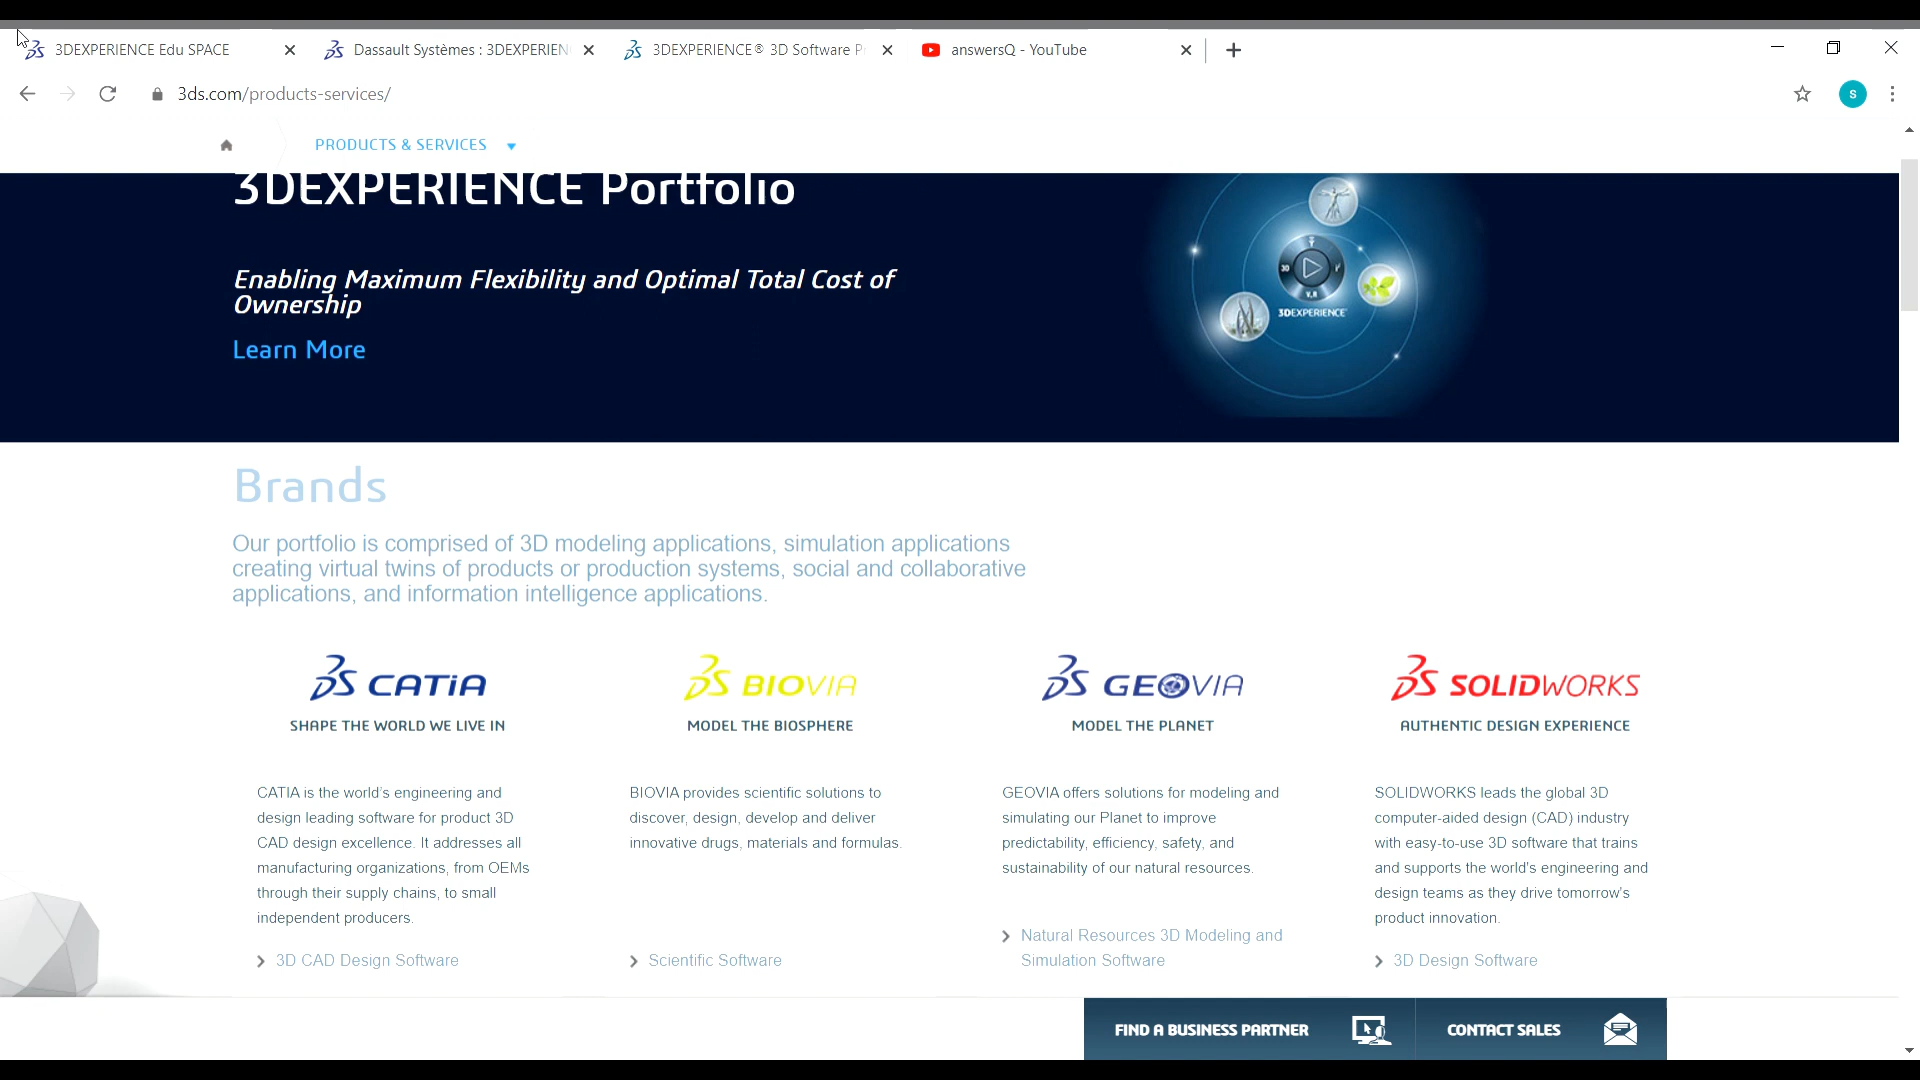 3DEXPERIENCE Edu SPACE
Dassault Systèmes : 3DEXPERIEN
3DEXPERIENCE® 3D Software P
answersQ - YouTube
3ds.com/products-services/
S
PRODUCTS & SERVICES
3DEXPERIENCE Portfolio
Enabling Maximum Flexibility and Optimal Total Cost of
Ownership
Learn More
3D
V.R
3DEXPERIENCE
Brands
Our portfolio is comprised of 3D modeling applications, simulation applications
creating virtual twins of products or production systems, social and collaborative
applications, and information intelligence applications.
CATIA
SHAPE THE WORLD WE LIVE IN
CATIA is the world's engineering and
design leading software for product 3D
CAD design excellence. It addresses all
manufacturing organizations, from OEMs
through their supply chains, to small
independent producers.
3D CAD Design Software
BIOVIA
MODEL THE BIOSPHERE
BIOVIA provides scientific solutions to
discover, design, develop and deliver
innovative drugs, materials and formulas.
Scientific Software
GEOVIA
MODEL THE PLANET
GEOVIA offers solutions for modeling and
simulating our Planet to improve
predictability, efficiency, safety, and
sustainability of our natural resources.
Natural Resources 3D Modeling and
Simulation Software
SOLIDWORKS
AUTHENTIC DESIGN EXPERIENCE
SOLIDWORKS leads the global 3D
computer-aided design (CAD) industry
with easy-to-use 3D software that trains
and supports the world's engineering and
design teams as they drive tomorrow's
product innovation.
3D Design Software
FIND A BUSINESS PARTNER
CONTACT SALES